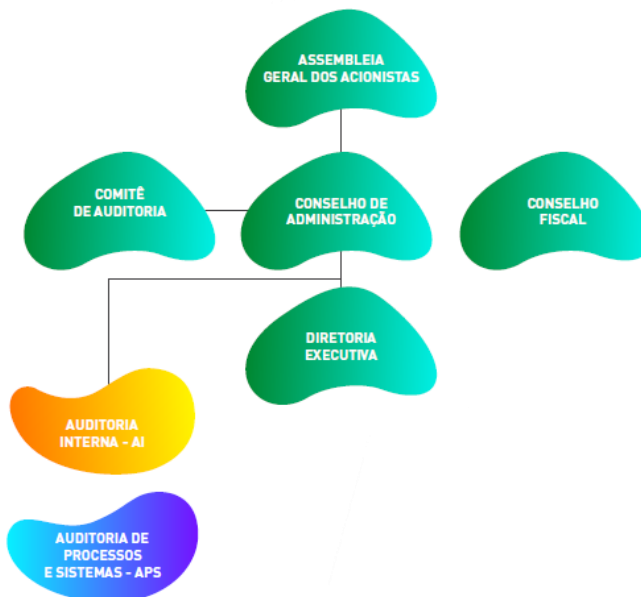 ASSEMBLEIA
GERAL DOS ACIONISTAS
COMITÊ
DE AUDITORIA
CONSELHO DE
ADMINISTRAÇÃO
CONSELHO
FISCAL
DIRETORIA
EXECUTIVA
AUDITORIA
INTERNA - AI
AUDITORIA DE
PROCESSOS
E SISTEMAS - APS